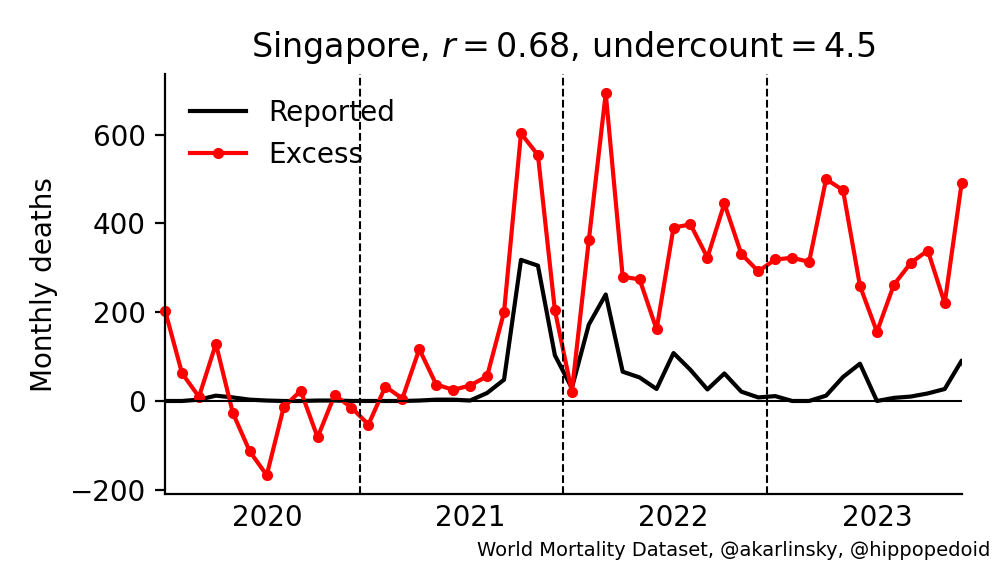 Singapore, r = 0.68, undercount = 4.5
Reported
Excess
Monthly deaths
600
400
200
0
−200
2020 2021 2022 2023
World Mortality Dataset, @akarlinsky, @hippopedoid